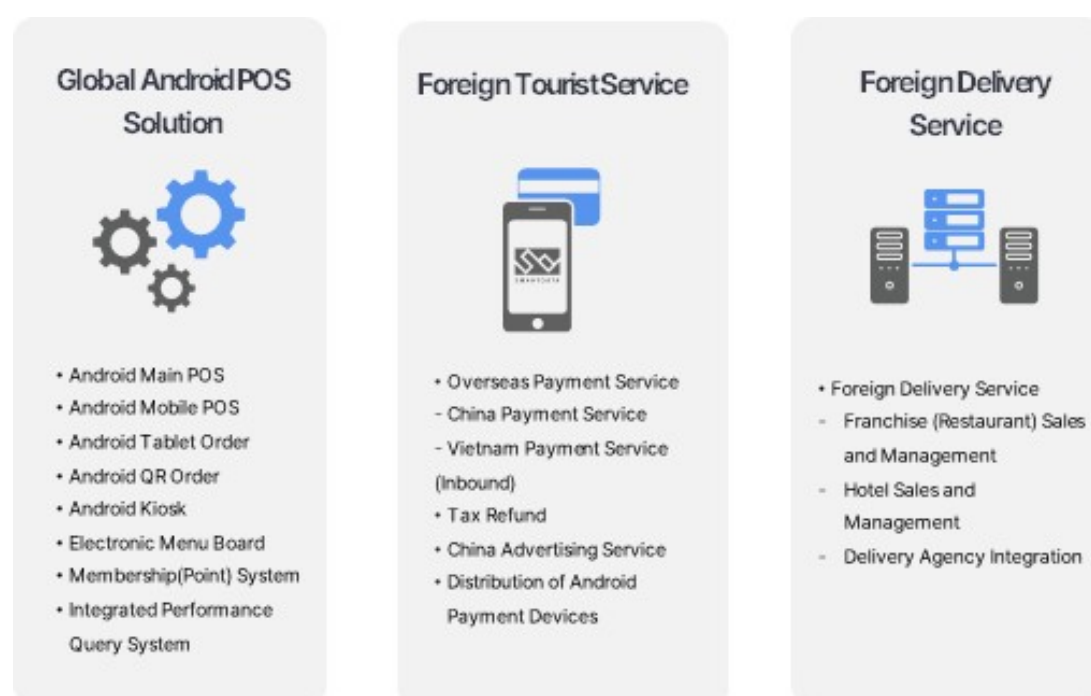 Global Android POS
Solution
• Android Main POS
• Android Mobile POS
• Android Tablet Order
• Android QR Order
• Android Kiosk
• Electronic Menu Board
• Membership(Point) System
• Integrated Performance
Query System
Foreign Tourist Service
SMARTDATA
• Overseas Payment Service
- China Payment Service
- Vietnam Payment Service
(Inbound)
• Tax Refund
• China Advertising Service
• Distribution of Android
Payment Devices
Foreign Delivery
Service
• Foreign Delivery Service
- Franchise (Restaurant) Sales
and Management
- Hotel Sales and
Management
- Delivery Agency Integration